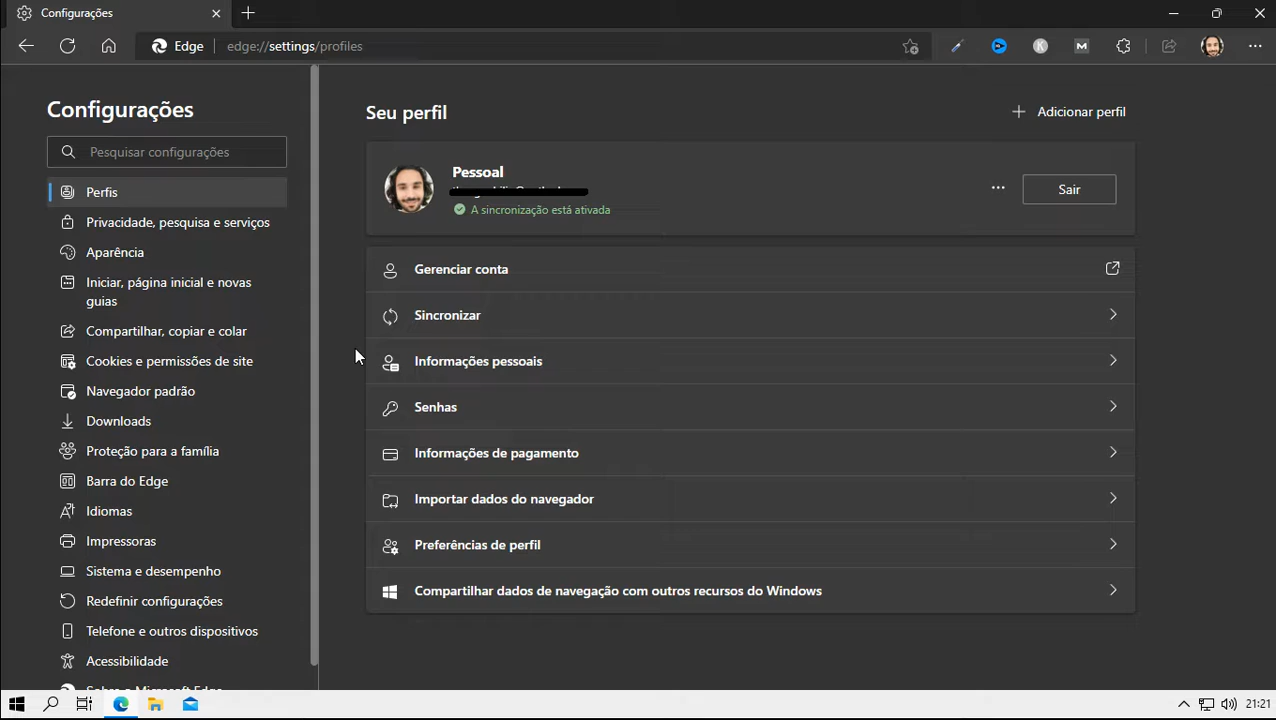 Configurações
Edge
edge://settings/profiles
Configurações
Pesquisar configurações
Perfis
Privacidade, pesquisa e serviços
Aparência
Iniciar, página inicial e novas
guias
Compartilhar, copiar e colar
Cookies e permissões de site
Navegador padrão
Downloads
Proteção para a família
Barra do Edge
Idiomas
Impressoras
Sistema e desempenho
Redefinir configurações
Telefone e outros dispositivos
Acessibilidade
Sobre o Microsoft Edge
Seu perfil
Adicionar perfil
Pessoal
A sincronização está ativada
Sair
Gerenciar conta
Sincronizar
Informações pessoais
Senhas
Informações de pagamento
Importar dados do navegador
Preferências de perfil
Compartilhar dados de navegação com outros recursos do Windows
K
M
21:21